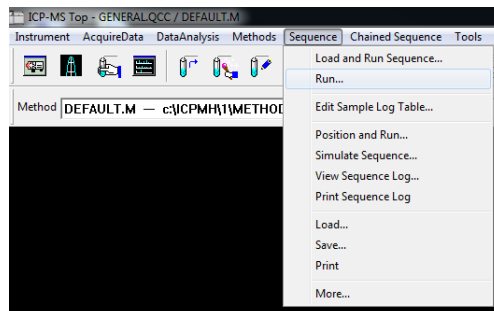 ICP-MS Top - GENERAL.QCC / DEFAULT.M
Instrument AcquireData DataAnalysis Methods Sequence Chained Sequence Tools
Load and Run Sequence...
Run...
Method DEFAULT.M — c:\ICPMH\1\METHOD
Edit Sample Log Table...
Position and Run...
Simulate Sequence...
View Sequence Log...
Print Sequence Log
Load...
Save...
Print
More...